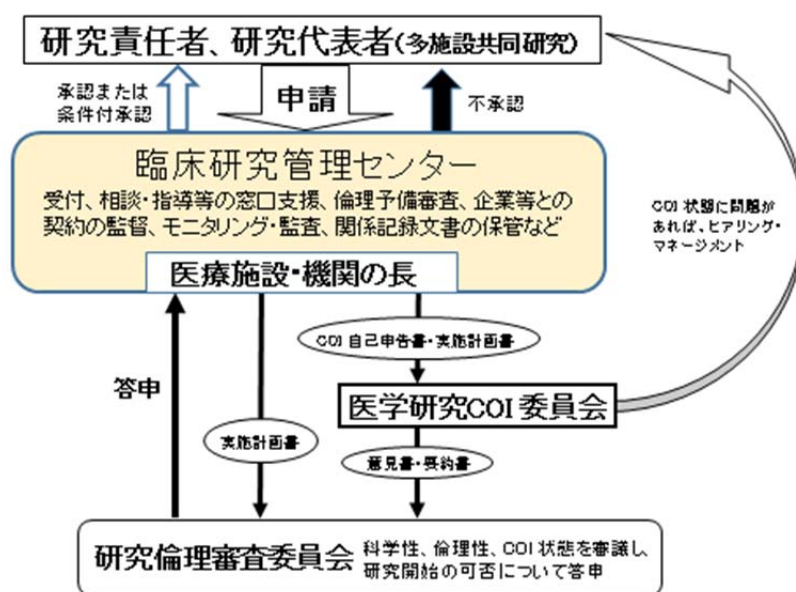 研究責任者、研究代表者(多施設共同研究)
承認または
条件付承認
申請
不承認
臨床研究管理センター
受付、相談・指導等の窓口支援、倫理予備審査、企業等との
契約の監督、モニタリング・監査、関係記録文書の保管など
医療施設・機関の長
COI 状態に問題が
あれば、ヒアリング・
マネージメント
COI 自己申告書・実施計画書
答申
医学研究COI 委員会
実施計画書
意見書・要約書
研究倫理審査委員会
科学性、倫理性、COI 状態を審議し
研究開始の可否について答申